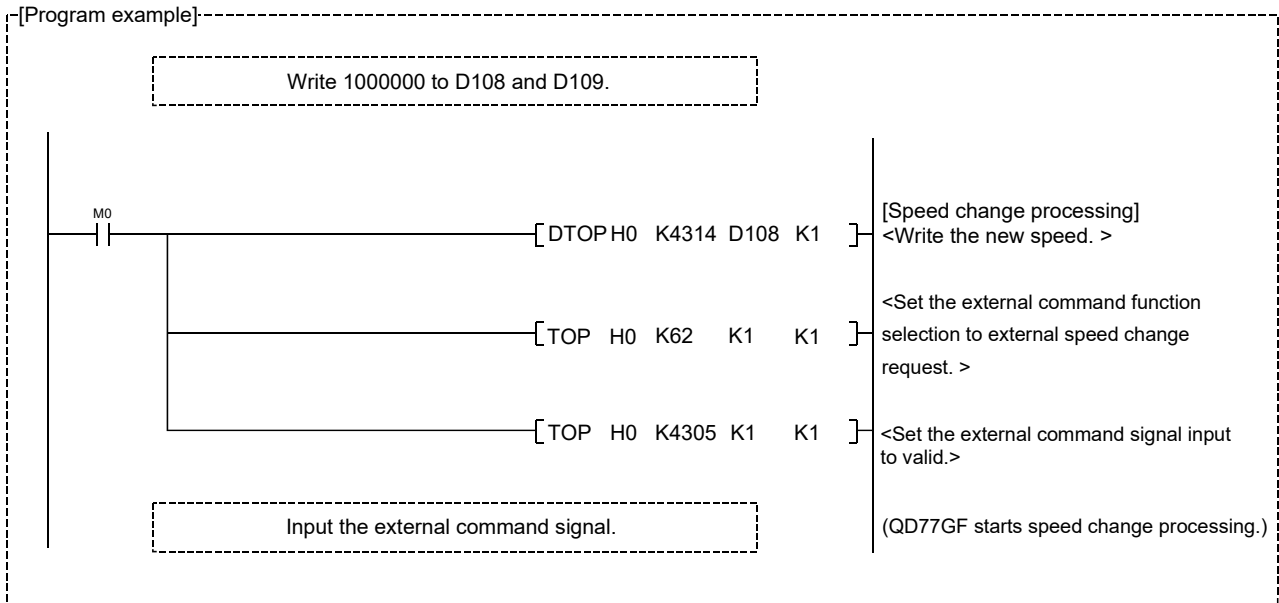 [Program example]
Write 1000000 to D108 and D109.
M0
DTOP H0 K4314 D108 K1
[Speed change processing]
<Write the new speed. >
TOP H0 K62 K1 K1
<Set the external command function
selection to external speed change
request. >
TOP H0 K4305 K1 K1
<Set the external command signal input
to valid.>
Input the external command signal.
(QD77GF starts speed change processing.)